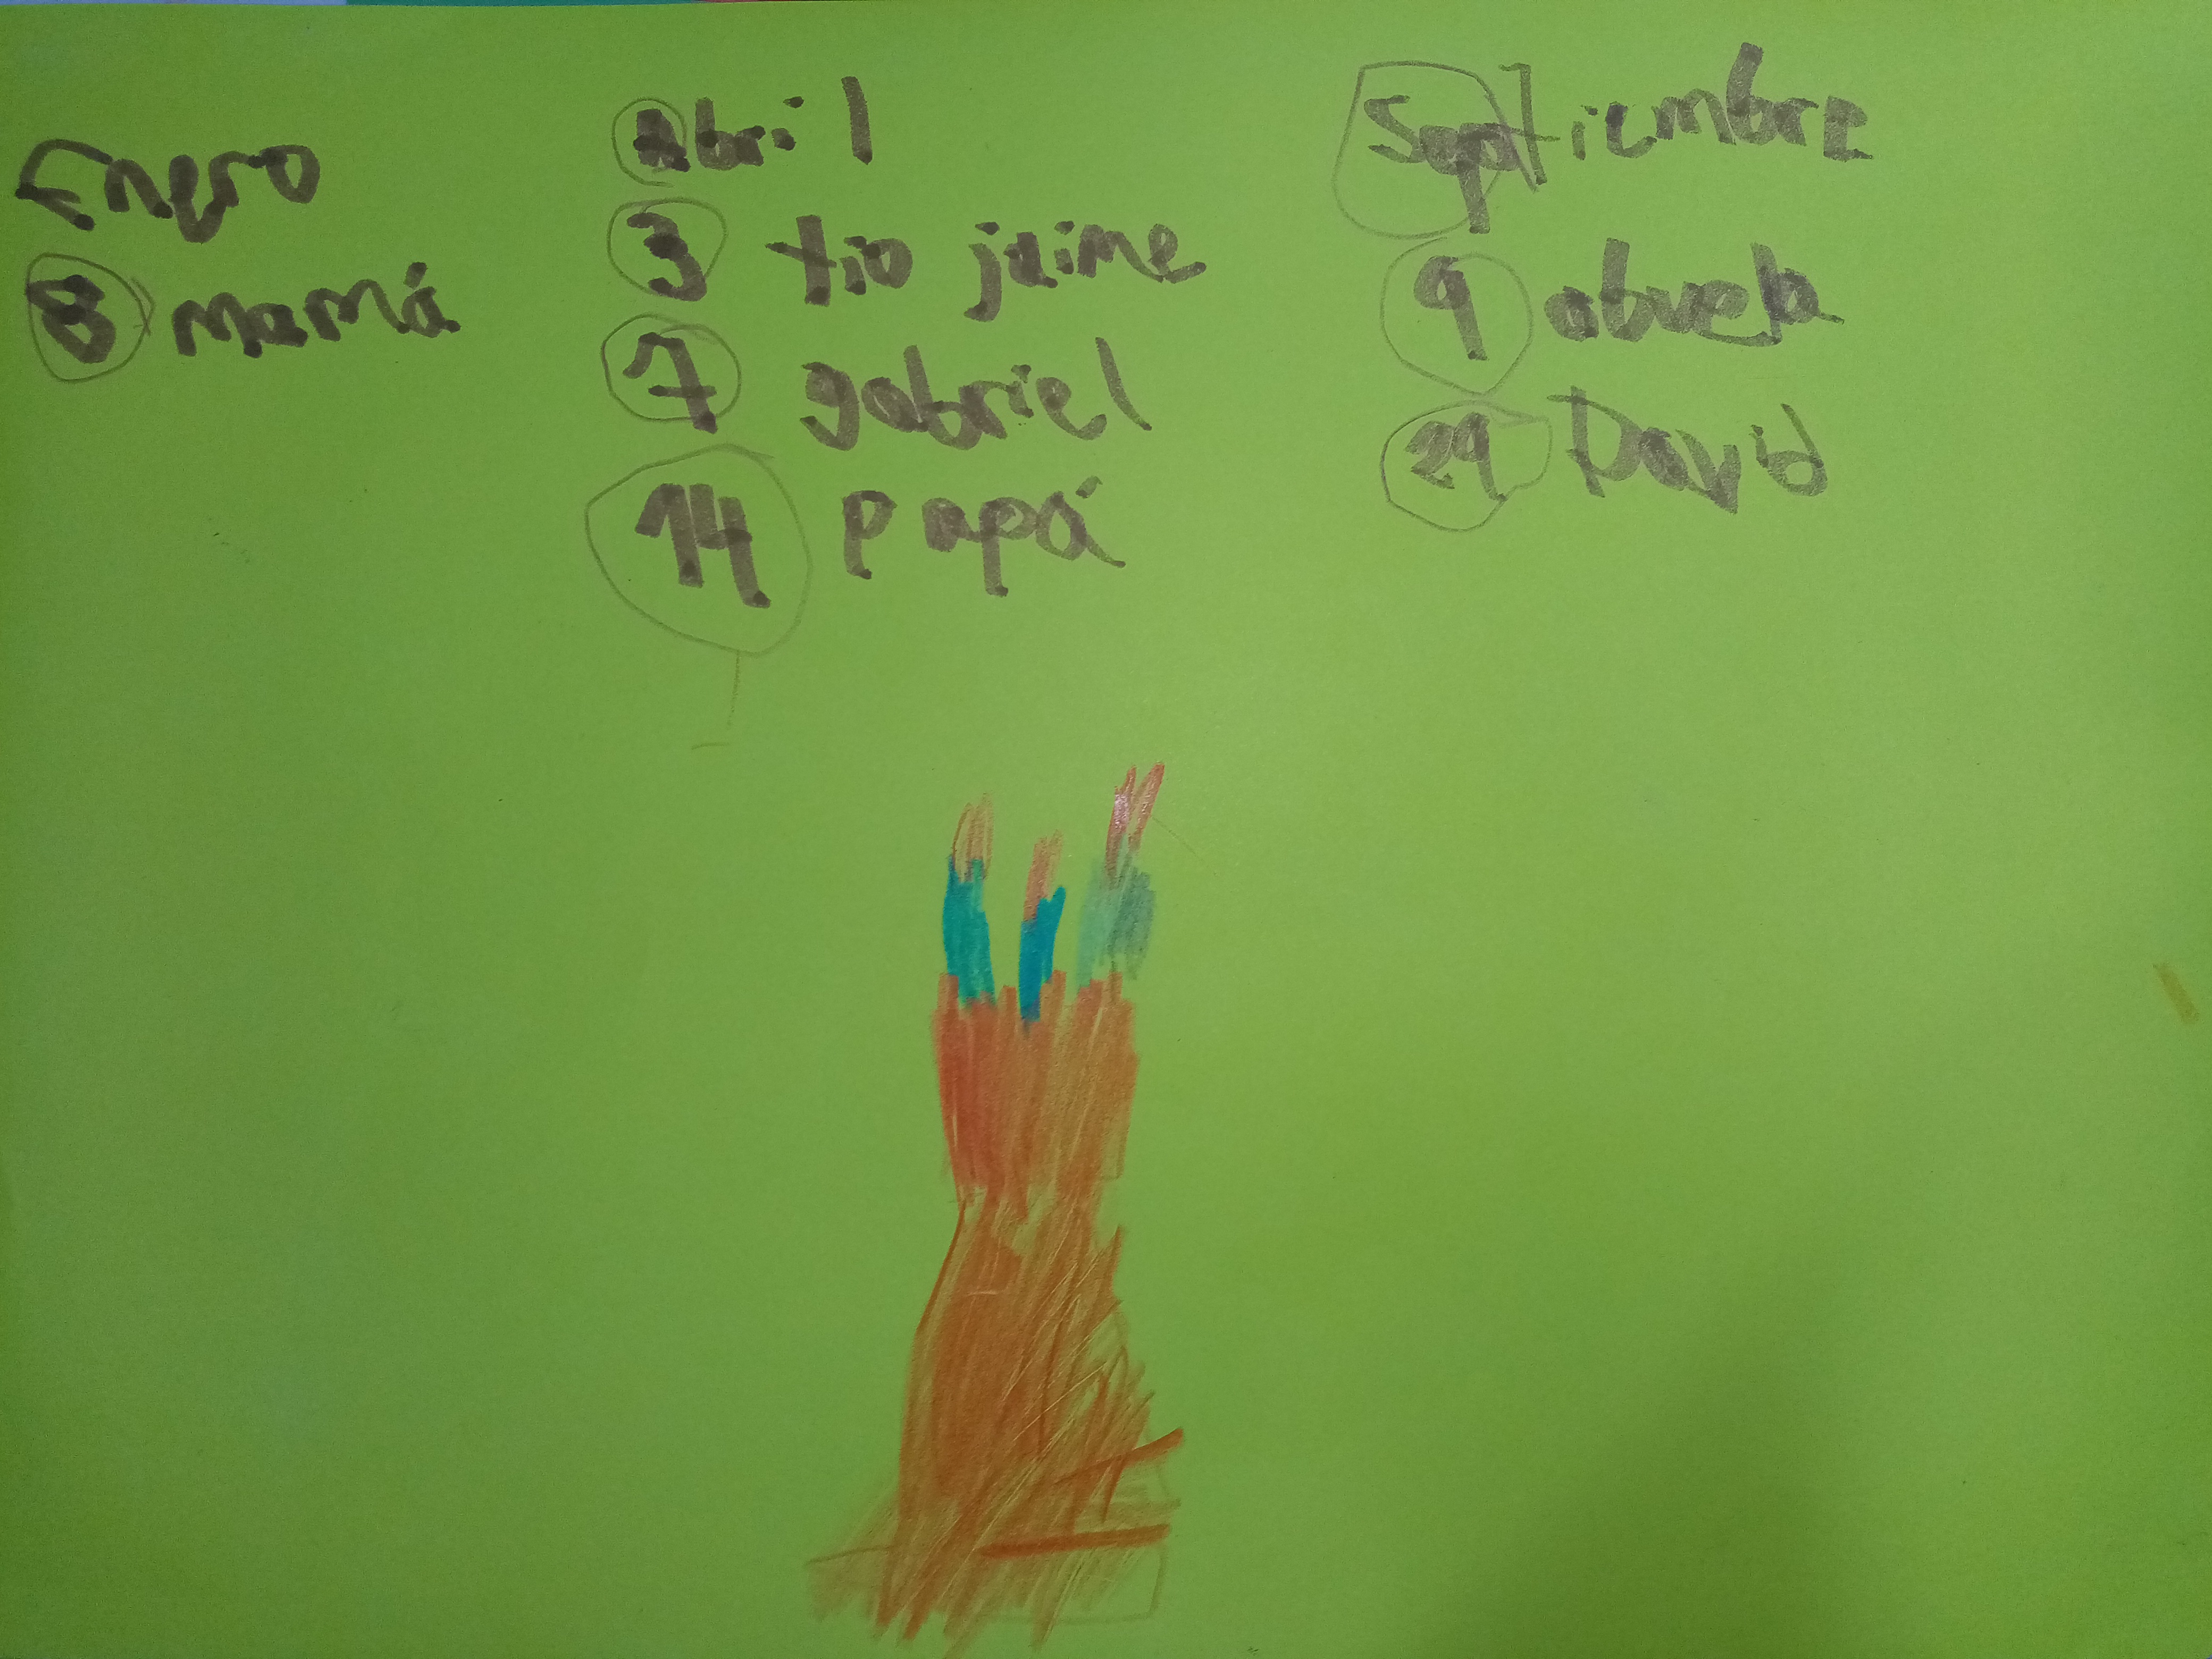 Enero
8 mamá
Abril
3 tio jaime
7 gabriel
14 papá
Septiembre
9 abuela
29 David